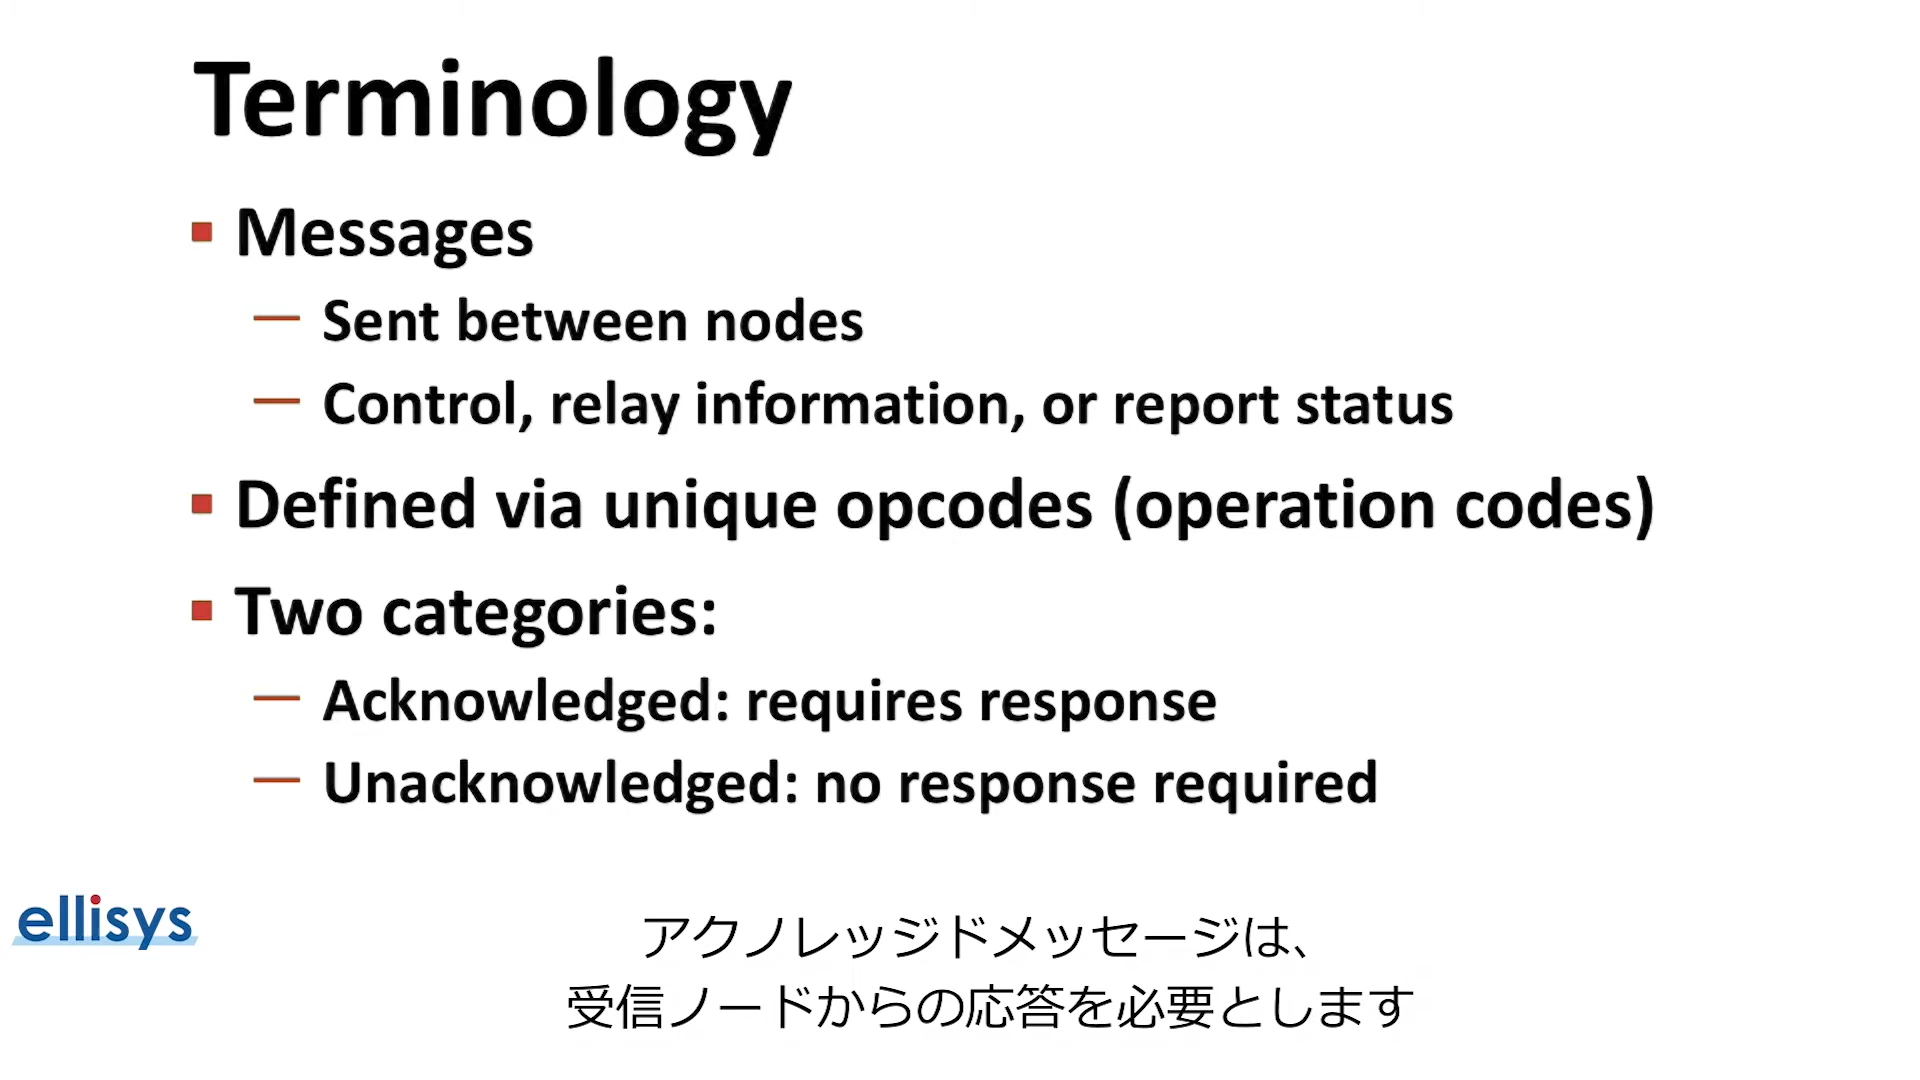 Terminology
Messages
Sent between nodes
Control, relay information, or report status
Defined via unique opcodes (operation codes)
Two categories:
Acknowledged: requires response
Unacknowledged: no response required
ellisys
アクノレッジドメッセージは、
受信ノードからの応答を必要とします